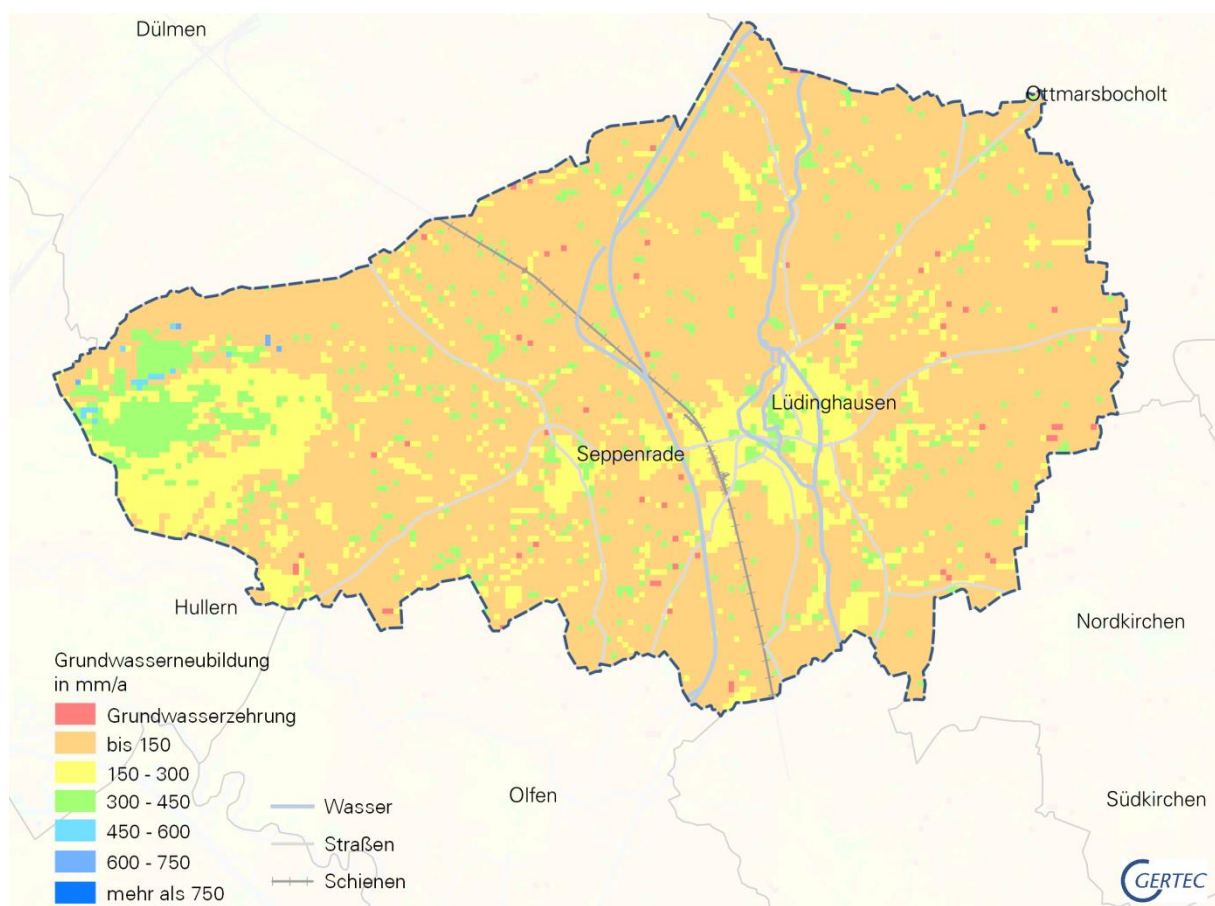 Dülmen
Ottmarsbocholt
Lüdinghausen
Seppenrade
Hullern
Nordkirchen
Olfen
Südkirchen
Grundwasserneubildung
in mm/a
Grundwasserzehrung
bis 150
150 - 300
300 - 450
450 - 600
600 - 750
mehr als 750
Wasser
Straßen
Schienen
GERTEC